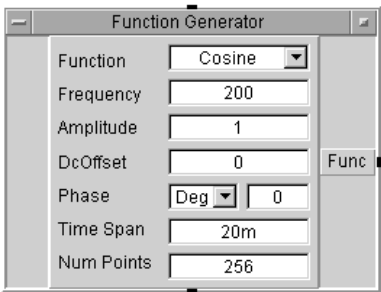 Function Generator
Function Cosine
Frequency 200
Amplitude 1
DcOffset 0
Func
Phase Deg 0
Time Span 20m
Num Points 256